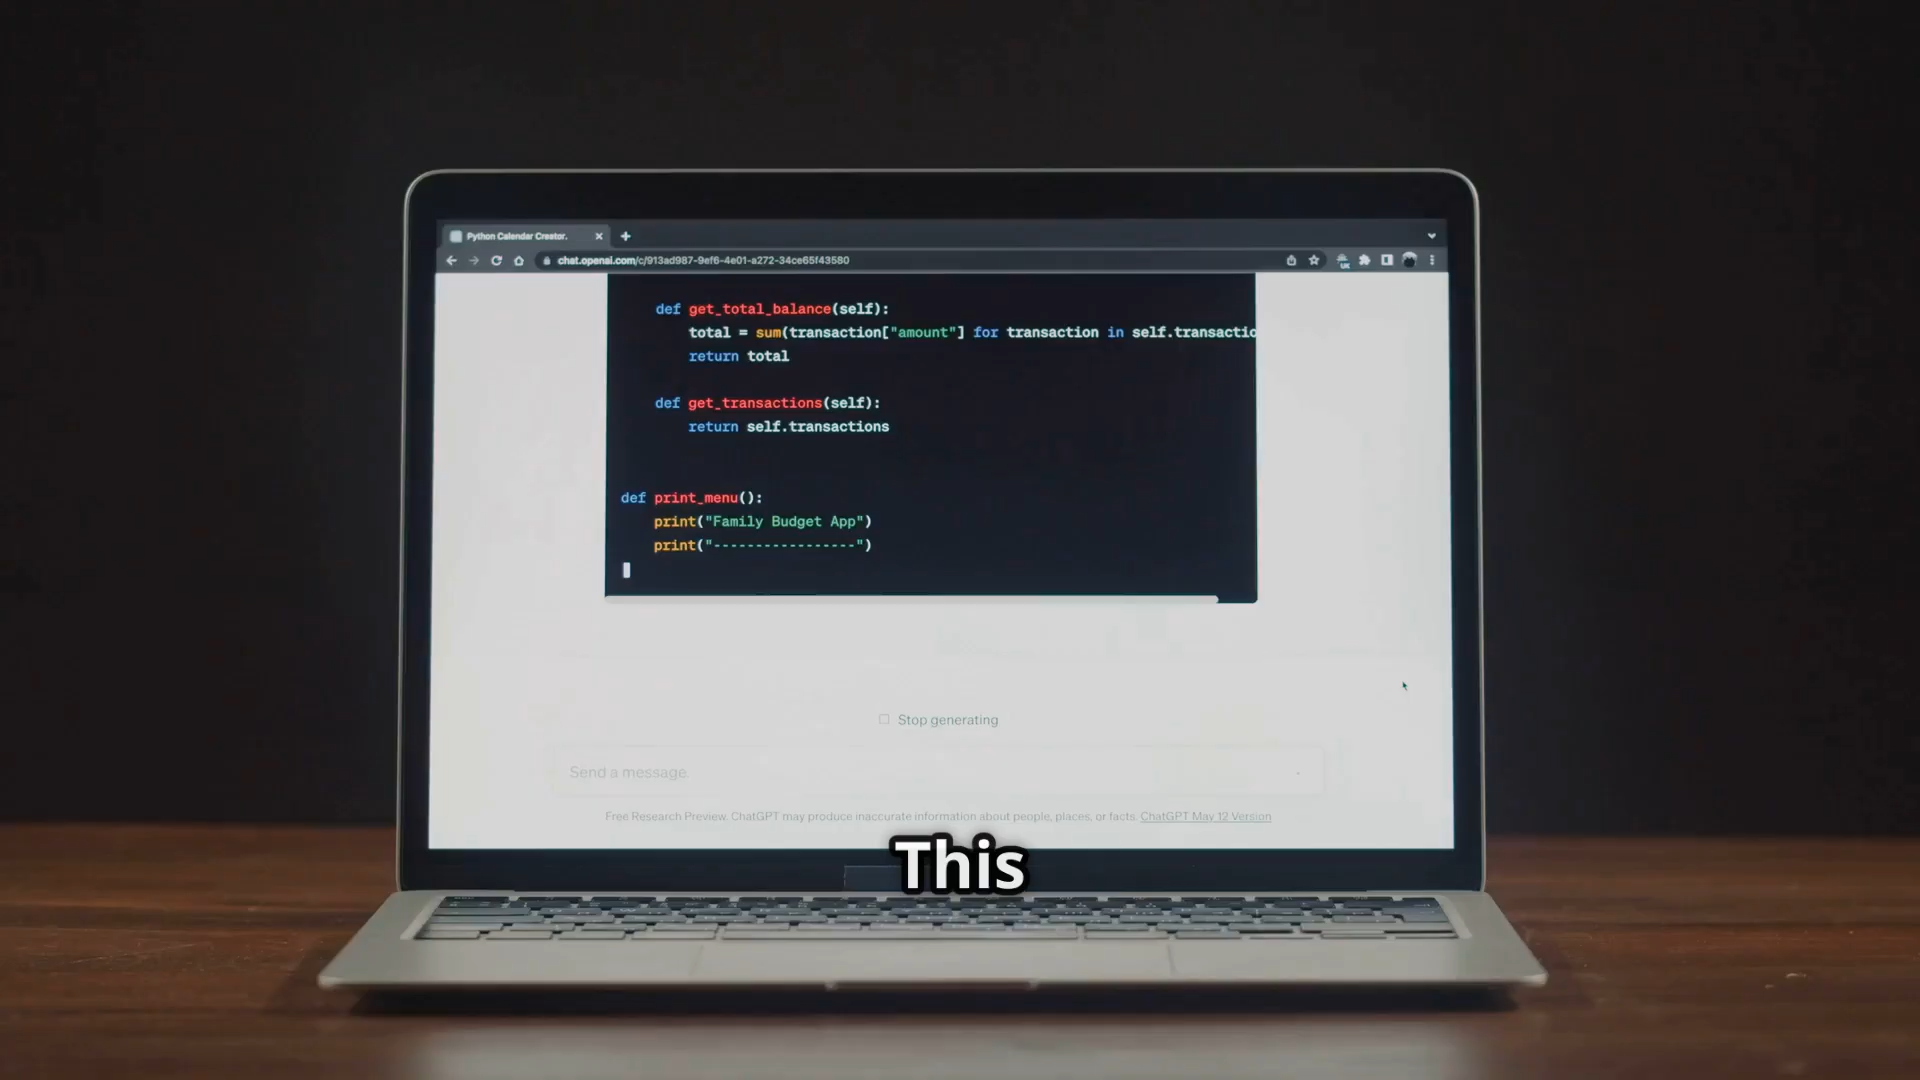 Python Calendar Creator.
chat.openai.com/c/913ad987-9ef6-4e01-a272-34ce65f43580
def get_total_balance(self):
total = sum(transaction["amount"] for transaction in self.transactio
return total
def get_transactions(self):
return self.transactions
def print_menu():
print("Family Budget App")
print("-----------------")
Stop generating
Send a message.
Free Research Preview. ChatGPT may produce inaccurate information about people, places, or facts. ChatGPT May 12 Version
This